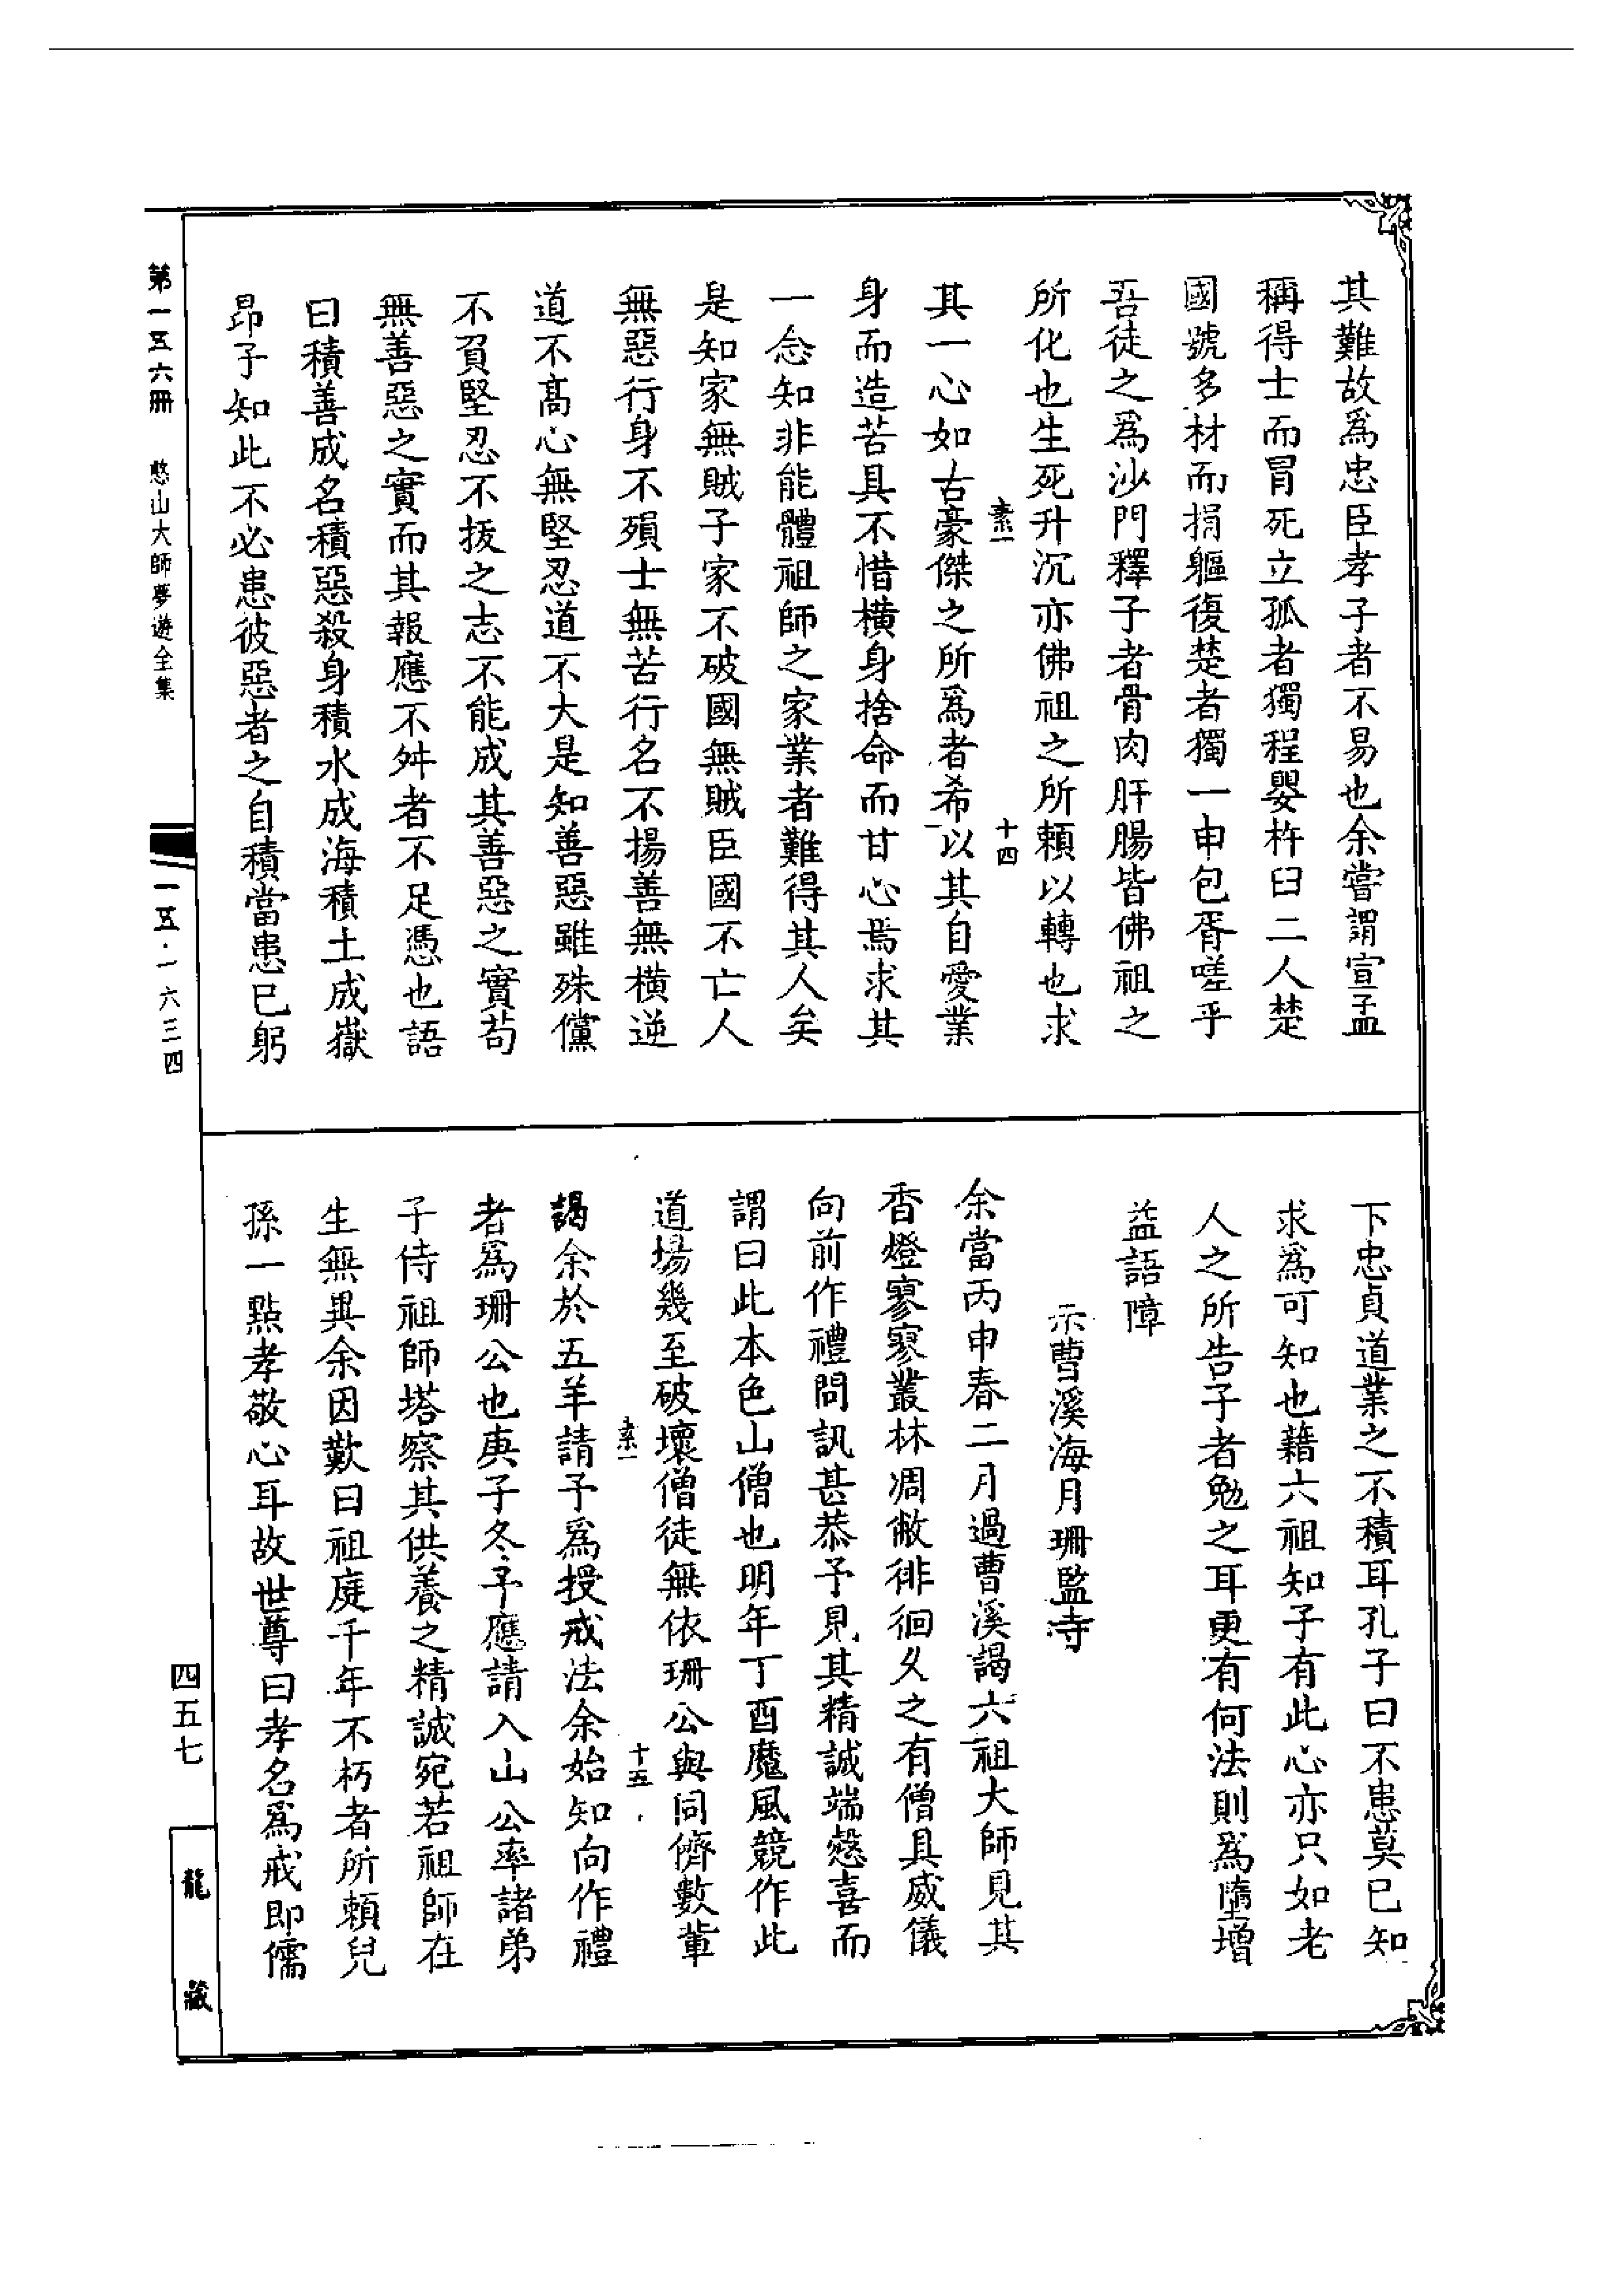 其難故爲忠臣孝子者不易也余嘗謂宣孟
稱得士而冒死立孤者獨程嬰杵臼二人楚
國號多材而捐軀復楚者獨一申包胥嗟乎
吾徒之爲沙門釋子者骨肉肝腸皆佛祖之
所化也生死升沉亦佛祖之所賴以轉也求
素一 十四
其一心如古豪傑之所爲者希以其自愛業
身而造苦具不惜橫身捨命而甘心焉求其
一念知非能體祖師之家業者難得其人矣
是知家無賊子家不破國無賊臣國不亡人
無惡行身不殞士無苦行名不揚善無橫逆
道不髙心無堅忍道不大是知善惡雖殊儻
不負堅忍不拔之志不能成其善惡之實茍
無善惡之實而其報應不舛者不足憑也語
曰積善成名積惡殺身積水成海積土成嶽
昂子知此不必患彼惡者之自積當患已躬
下忠貞道業之不積耳孔子曰不患莫已知
求爲可知也藉六祖知子有此心亦只如老
人之所告子者勉之耳更有何法則爲墮增
益語障
示曹溪海月珊監寺
余當丙申春二月過曹溪謁六祖大師見其
香燈寥寥叢林凋敝徘徊久之有僧具威儀
向前作禮問訊甚恭予見其精誠端慤喜而
謂曰此本色山僧也明年丁酉魔風競作此
道場幾至破壞僧徒無依珊公與同儕數輩
素一 十五
謁余於五羊請予爲授戒法余始知向作禮
者爲珊公也庚子冬予應請入山公率諸弟
子侍祖師塔察其供養之精誠宛若祖師在
生無異余因歎曰祖庭千年不朽者所賴兒
孫一點孝敬心耳故世尊曰孝名爲戒即儒
第一五六冊 憨山大師夢遊全集
一五·一六三四
四五七
龍藏